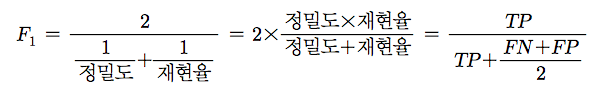 F₁ = 2 / (1/정밀도 + 1/재현율) = 2 × (정밀도×재현율) / (정밀도+재현율) = TP / (TP + (FN+FP)/2)